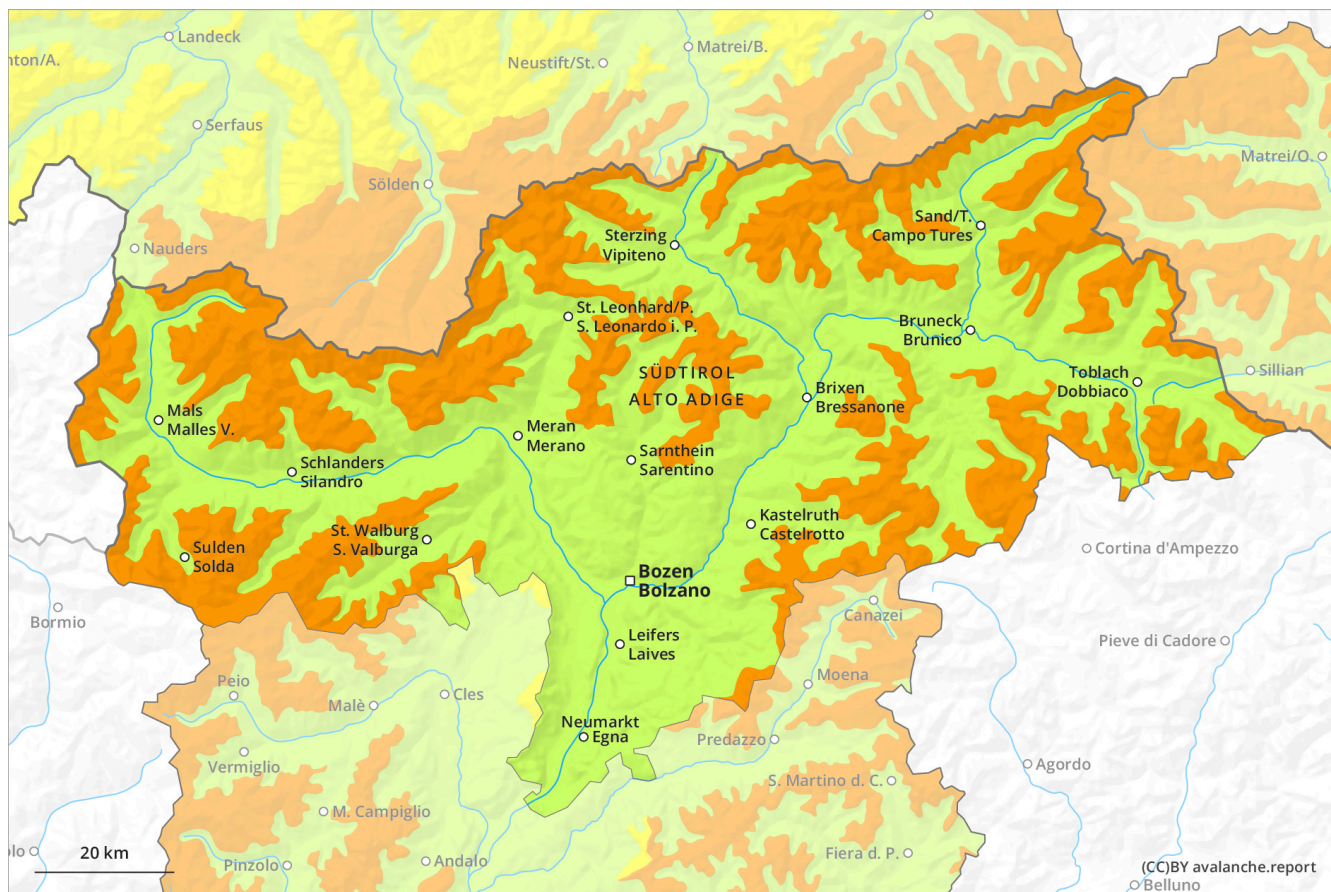 Landeck
nton/A.
Neustift/St.
Matrei/B.
Serfaus
Matrei/O.
Sölden
Sand/T.
Campo Tures
Sterzing
Vipiteno
Nauders
St. Leonhard/P.
S. Leonardo i. P.
Bruneck
Brunico
SÜDTIROL
ALTO ADIGE
Toblach
Dobbiaco
Sillian
Brixen
Bressanone
Mals
Malles V.
Meran
Merano
Sarnthein
Sarentino
Schlanders
Silandro
Kastelruth
Castelrotto
St. Walburg
S. Valburga
Sulden
Solda
Cortina d'Ampezzo
Bozen
Bolzano
Bormio
Canazei
Leifers
Laives
Pieve di Cadore
Peio
Moena
Cles
Malè
Neumarkt
Egna
Predazzo
Vermiglio
Agordo
S. Martino d. C.
M. Campiglio
olo
20 km
Pinzolo
Andalo
Fiera d. P.
(CC)BY avalanche.report
Belluno